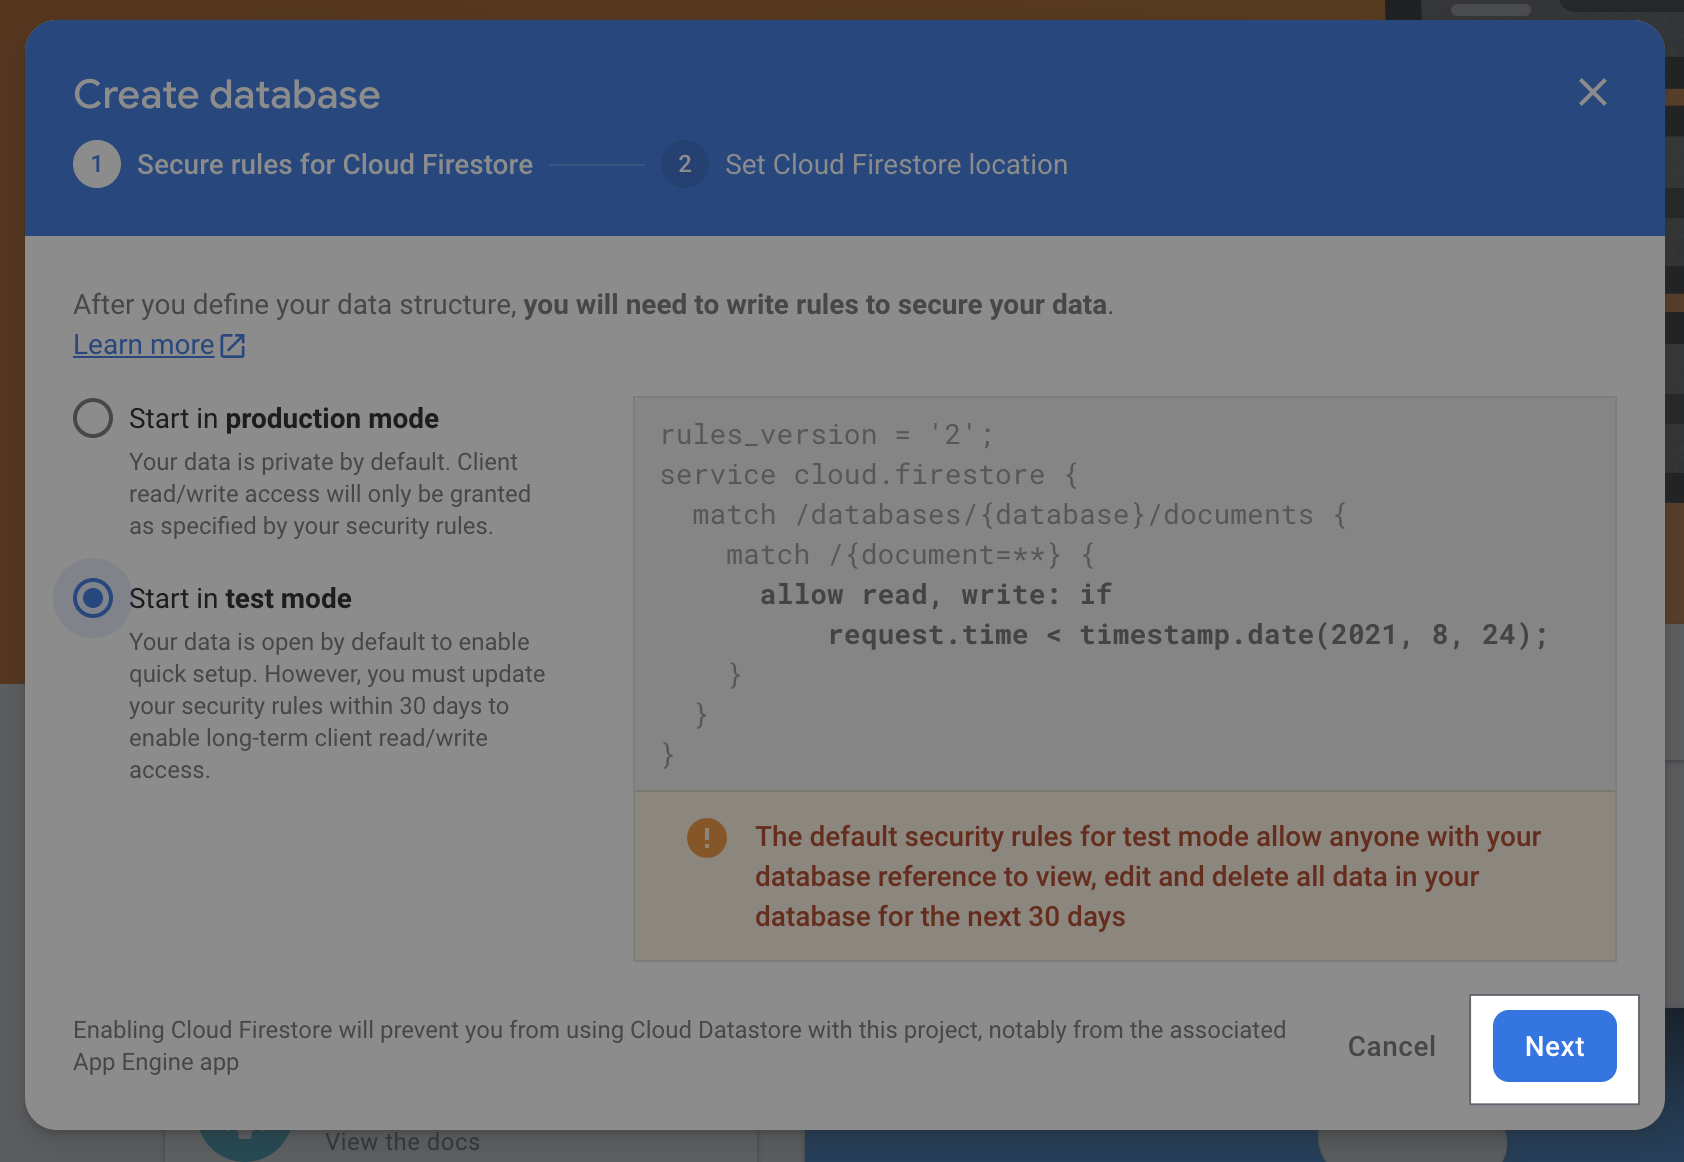 Create database
1 Secure rules for Cloud Firestore
2 Set Cloud Firestore location
After you define your data structure, you will need to write rules to secure your data.
Learn more
Start in production mode
Your data is private by default. Client
read/write access will only be granted
as specified by your security rules.
Start in test mode
Your data is open by default to enable
quick setup. However, you must update
your security rules within 30 days to
enable long-term client read/write
access.
rules_version = '2';
service cloud.firestore {
  match /databases/{database}/documents {
    match /{document=**} {
      allow read, write: if
          request.time < timestamp.date(2021, 8, 24);
    }
  }
}
The default security rules for test mode allow anyone with your
database reference to view, edit and delete all data in your
database for the next 30 days
Enabling Cloud Firestore will prevent you from using Cloud Datastore with this project, notably from the associated
App Engine app
Cancel
Next
View the docs